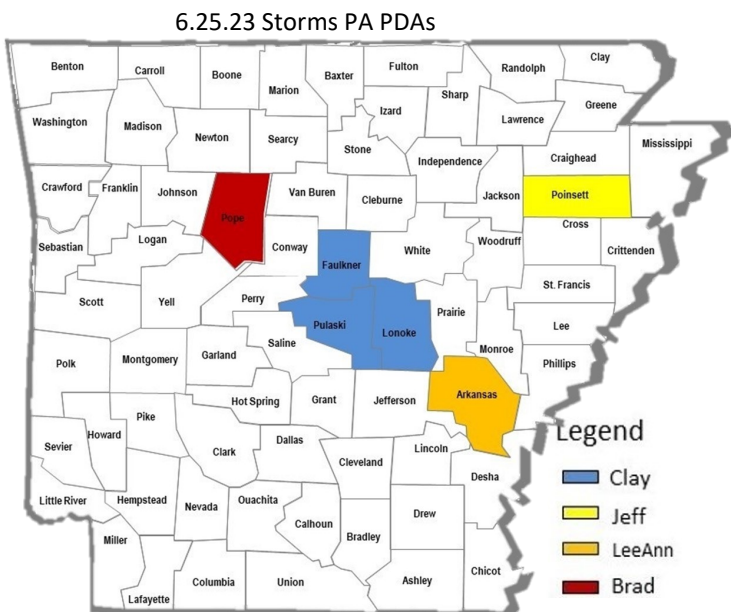 6.25.23 Storms PA PDAs
Benton
Carroll
Boone
Marion
Baxter
Fulton
Randolph
Clay
Sharp
Izard
Greene
Lawrence
Washington
Madison
Newton
Searcy
Stone
Independence
Craighead
Mississippi
Crawford
Franklin
Johnson
Pope
Van Buren
Cleburne
Jackson
Poinsett
Sebastian
Logan
Conway
Faulkner
White
Woodruff
Cross
Crittenden
Scott
Yell
Perry
Pulaski
Lonoke
Prairie
St. Francis
Lee
Saline
Monroe
Phillips
Polk
Montgomery
Garland
Hot Spring
Grant
Jefferson
Arkansas
Pike
Howard
Sevier
Clark
Dallas
Cleveland
Lincoln
Desha
Little River
Hempstead
Nevada
Ouachita
Calhoun
Bradley
Drew
Miller
Lafayette
Columbia
Union
Ashley
Chicot
Legend
Clay
Jeff
LeeAnn
Brad